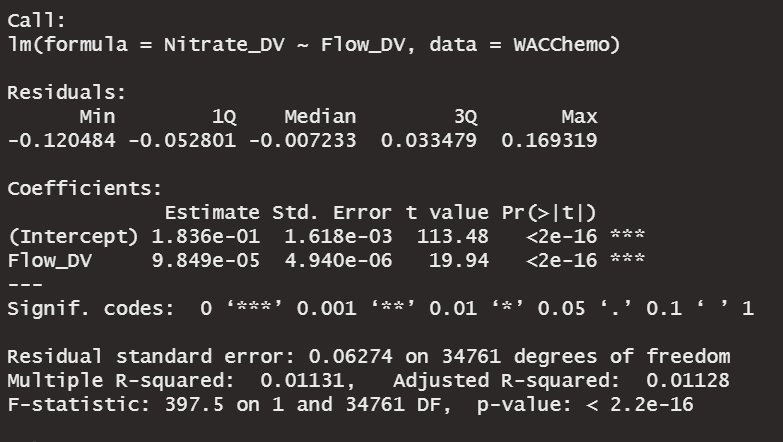 Call:
lm(formula = Nitrate_DV ~ Flow_DV, data = WACChemo)
Residuals:
Min 1Q Median 3Q Max
-0.120484 -0.052801 -0.007233 0.033479 0.169319
Coefficients:
Estimate Std. Error t value Pr(>|t|)
(Intercept) 1.836e-01 1.618e-03 113.48 <2e-16 ***
Flow_DV 9.849e-05 4.940e-06 19.94 <2e-16 ***
---
Signif. codes: 0 ‘***’ 0.001 ‘**’ 0.01 ‘*’ 0.05 ‘.’ 0.1 ‘ ’ 1
Residual standard error: 0.06274 on 34761 degrees of freedom
Multiple R-squared: 0.01131, Adjusted R-squared: 0.01128
F-statistic: 397.5 on 1 and 34761 DF, p-value: < 2.2e-16